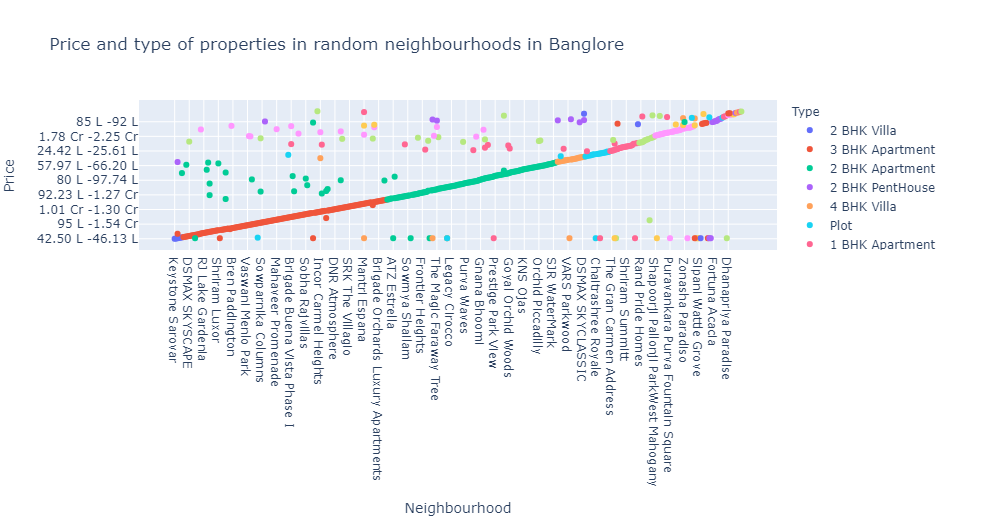 Price and type of properties in random neighbourhoods in Banglore
Type
2 BHK Villa
3 BHK Apartment
2 BHK Apartment
2 BHK PentHouse
4 BHK Villa
Plot
1 BHK Apartment
Price
85 L -92 L
1.78 Cr -2.25 Cr
24.42 L -25.61 L
57.97 L -66.20 L
80 L -97.74 L
92.23 L -1.27 Cr
1.01 Cr -1.30 Cr
95 L -1.54 Cr
42.50 L -46.13 L
Keystone Sarovar
DSMAX SKYSCAPE
RJ Lake Gardenia
Shriram Luxor
Bren Paddington
Vaswani Menlo Park
Sowparnika Columns
Mahaveer Promenade
Brigade Buena Vista Phase I
Sobha Rajvilas
Incor Carmel Heights
DNR Atmosphere
SRK The Villagio
Mantri Espana
Brigade Orchards Luxury Apartments
ATZ Estrella
Sowmya Shallam
Frontier Heights
The Magic Faraway Tree
Legacy Cirocco
Purva Waves
Gnana Bhoomi
Prestige Park View
Goyal Orchid Woods
KNS Ojas
Orchid Piccadilly
SJR WaterMark
VARS Parkwood
DSMAX SKYCLASSIC
Chaitrashree Royale
The Gran Carmen Address
Shriram Summitt
Rand Pride Homes
Shapoorji Pallonji ParkWest Mahogany
Puravankara Purva Fountain Square
Zonasha Paradiso
Sipani Wattle Grove
Fortuna Acacia
Dhanapriya Paradise
Neighbourhood